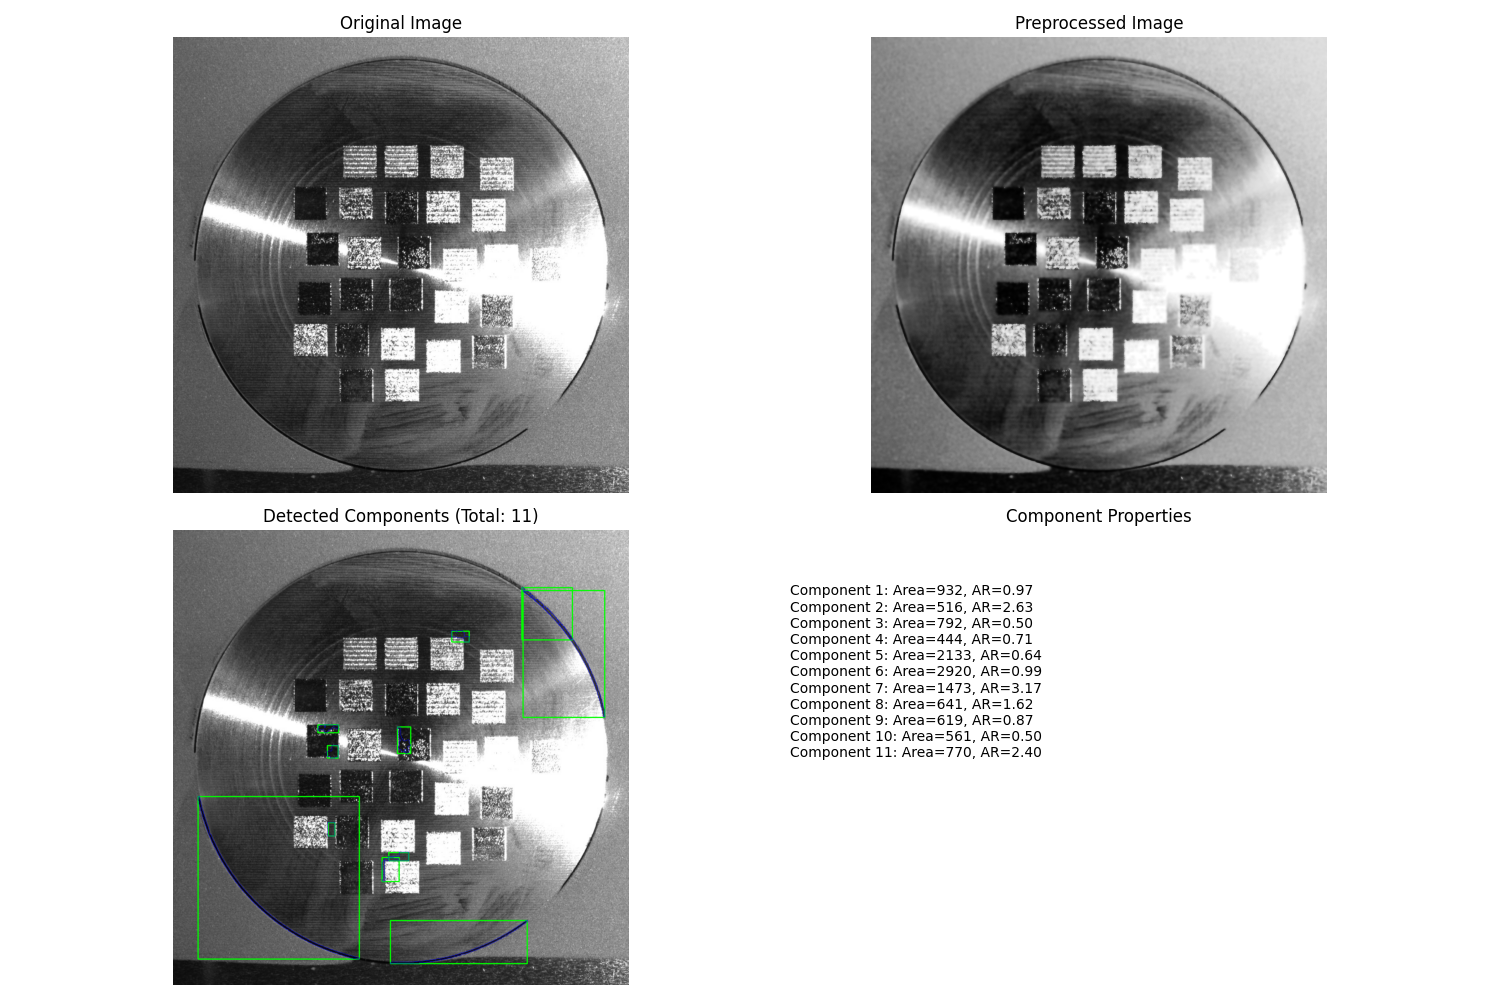 Original Image
Preprocessed Image
Detected Components (Total: 11)
Component Properties
Component 1: Area=932, AR=0.97
Component 2: Area=516, AR=2.63
Component 3: Area=792, AR=0.50
Component 4: Area=444, AR=0.71
Component 5: Area=2133, AR=0.64
Component 6: Area=2920, AR=0.99
Component 7: Area=1473, AR=3.17
Component 8: Area=641, AR=1.62
Component 9: Area=619, AR=0.87
Component 10: Area=561, AR=0.50
Component 11: Area=770, AR=2.40